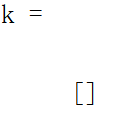 k =
[]